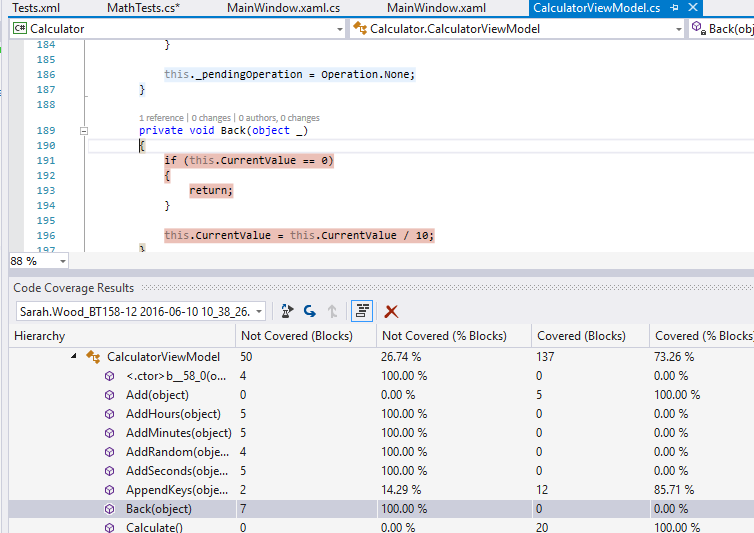 Tests.xml MathTests.cs* MainWindow.xaml.cs MainWindow.xaml CalculatorViewModel.cs
C# Calculator Calculator.CalculatorViewModel Back(obj
184 }
185
186 this._pendingOperation = Operation.None;
187 }
188
1 reference | 0 changes | 0 authors, 0 changes
189 private void Back(object _)
190 {
191 if (this.CurrentValue == 0)
192 {
193 return;
194 }
195
196 this.CurrentValue = this.CurrentValue / 10;
197 }
88 %
Code Coverage Results
Sarah.Wood_BT158-12 2016-06-10 10_38_26.
Hierarchy Not Covered (Blocks) Not Covered (% Blocks) Covered (Blocks) Covered (% Blocks)
CalculatorViewModel 50 26.74 % 137 73.26 %
<.ctor>b__58_0(o... 4 100.00 % 0 0.00 %
Add(object) 0 0.00 % 5 100.00 %
AddHours(object) 5 100.00 % 0 0.00 %
AddMinutes(object) 5 100.00 % 0 0.00 %
AddRandom(obje... 4 100.00 % 0 0.00 %
AddSeconds(obje... 5 100.00 % 0 0.00 %
AppendKeys(obje... 2 14.29 % 12 85.71 %
Back(object) 7 100.00 % 0 0.00 %
Calculate() 0 0.00 % 20 100.00 %